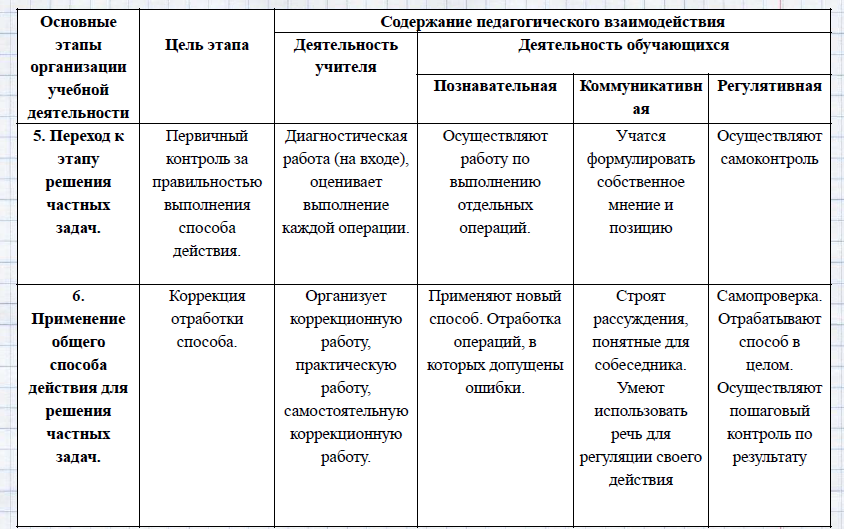 Основные
этапы
организации
учебной
деятельности
Цель этапа
Содержание педагогического взаимодействия
Деятельность
учителя
Деятельность обучающихся
Познавательная
Коммуникативн
ая
Регулятивная
5. Переход к
этапу
решения
частных
задач.
Первичный
контроль за
правильностью
выполнения
способа
действия.
Диагностическая
работа (на входе),
оценивает
выполнение
каждой операции.
Осуществляют
работу по
выполнению
отдельных
операций.
Учатся
формулировать
собственное
мнение и
позицию
Осуществляют
самоконтроль
6.
Применение
общего
способа
действия для
решения
частных
задач.
Коррекция
отработки
способа.
Организует
коррекционную
работу,
практическую
работу,
самостоятельную
коррекционную
работу.
Применяют новый
способ. Отработка
операций, в
которых допущены
ошибки.
Строят
рассуждения,
понятные для
собеседника.
Умеют
использовать
речь для
регуляции своего
действия
Самопроверка.
Отрабатывают
способ в
целом.
Осуществляют
пошаговый
контроль по
результату